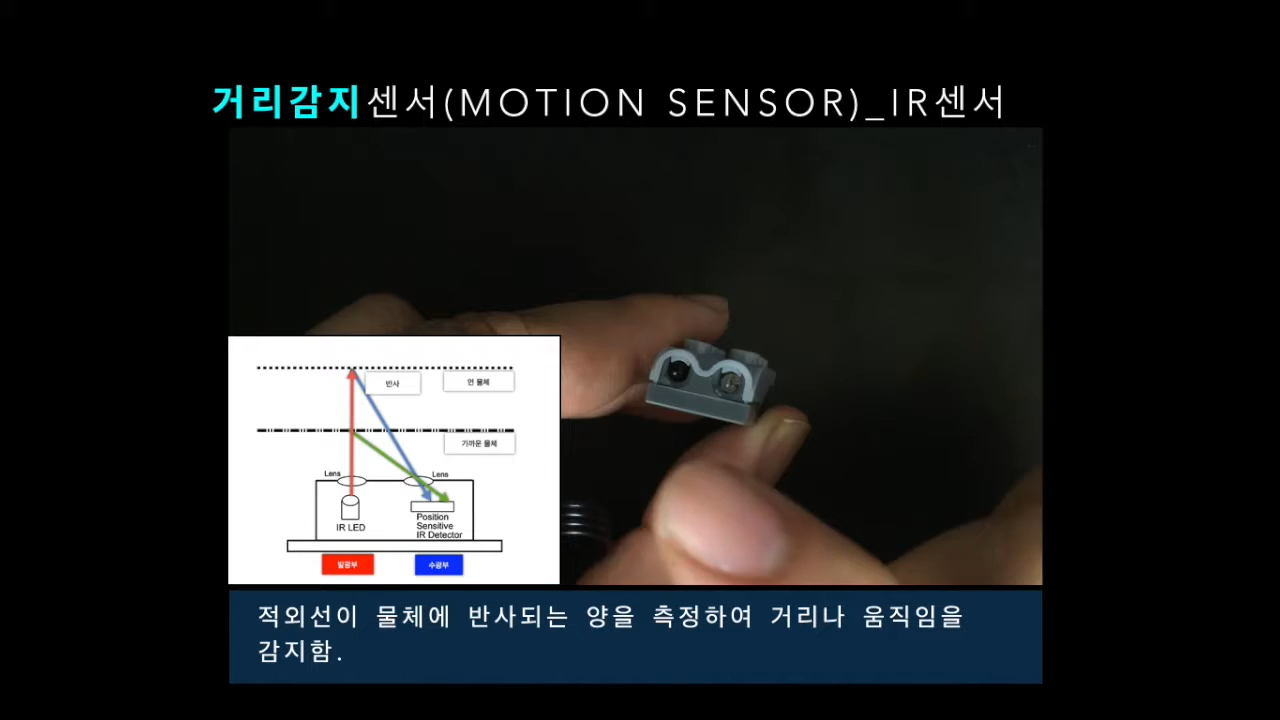 거리감지센서(MOTION SENSOR)_IR센서
반사
먼 물체
가까운 물체
Lens
Lens
IR LED
Position
Sensitive
IR Detector
발광부
수광부
적외선이 물체에 반사되는 양을 측정하여 거리나 움직임을
감지함.